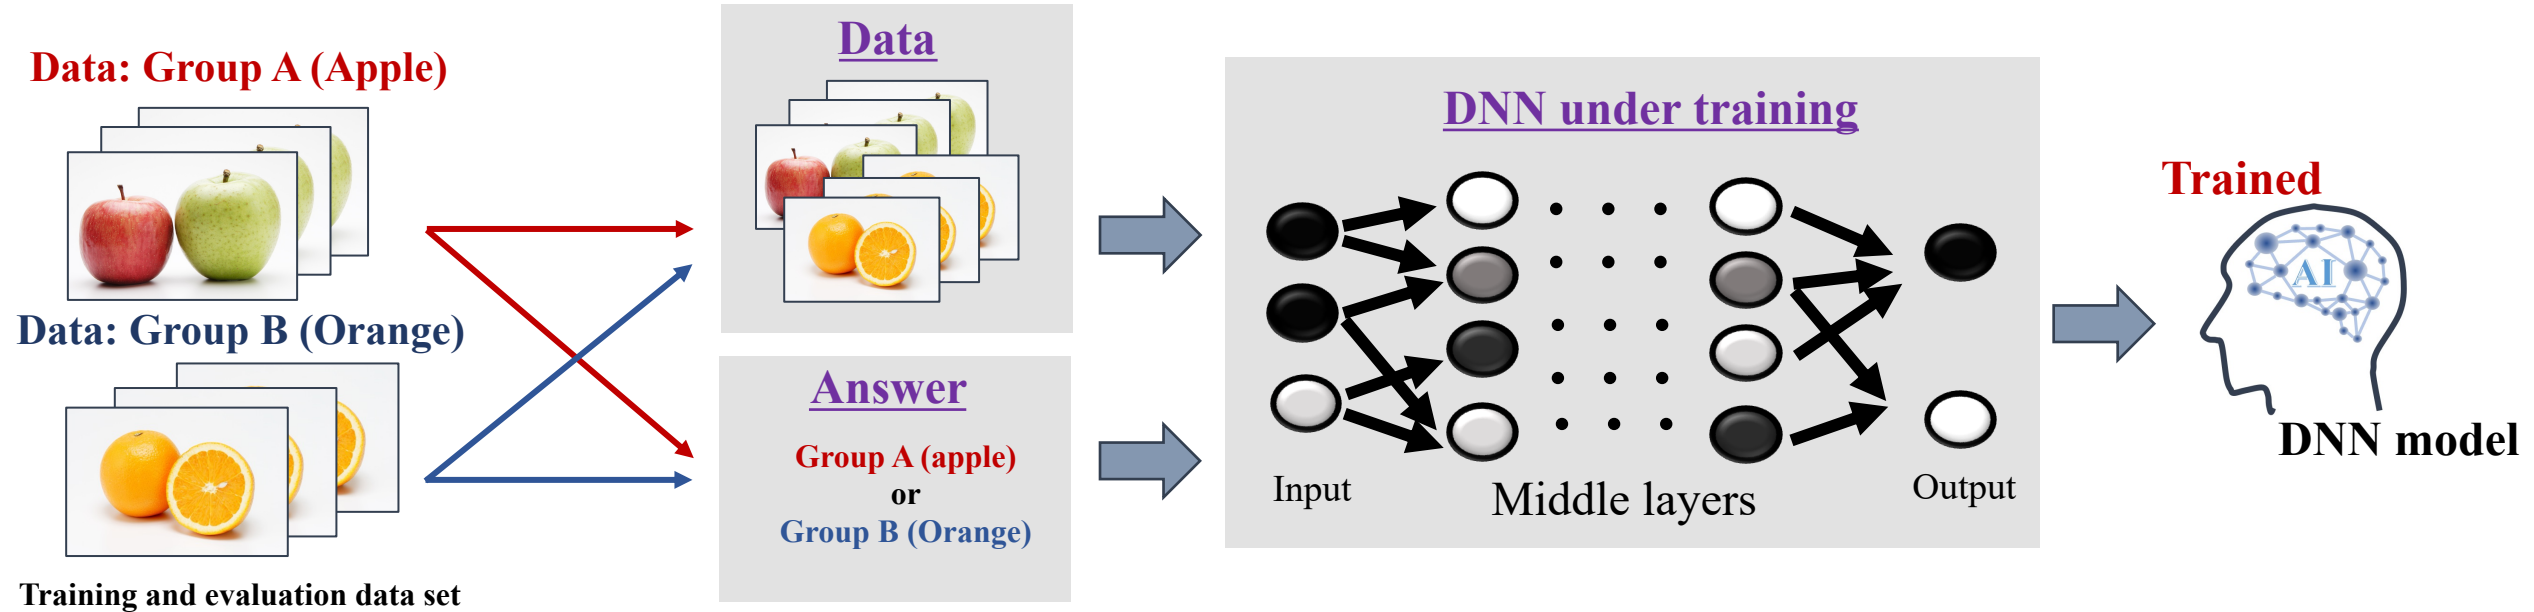 Data: Group A (Apple)
Data: Group B (Orange)
Training and evaluation data set
Data
Answer
Group A (apple)
or
Group B (Orange)
DNN under training
Input
Middle layers
Output
Trained
AI
DNN model